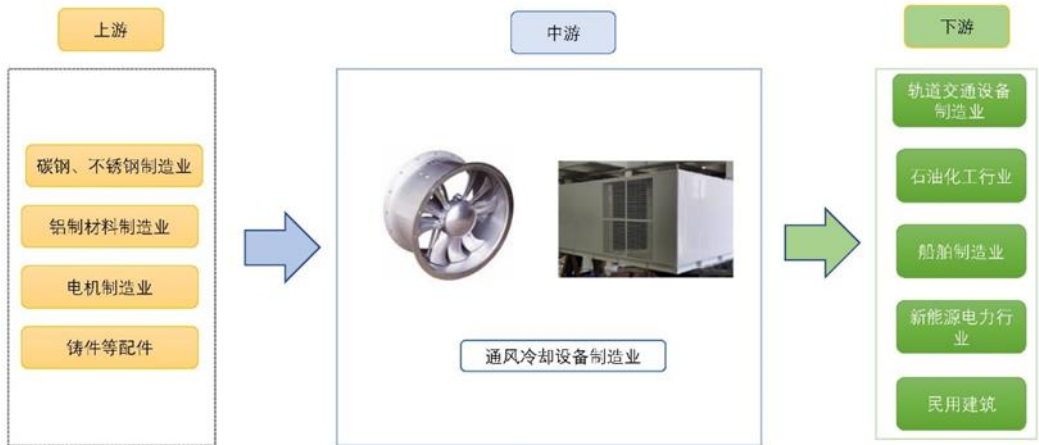 上游
碳钢、不锈钢制造业
铝制材料制造业
电机制造业
铸件等配件
中游
通风冷却设备制造业
下游
轨道交通设备
制造业
石油化工行业
船舶制造业
新能源电力行
业
民用建筑